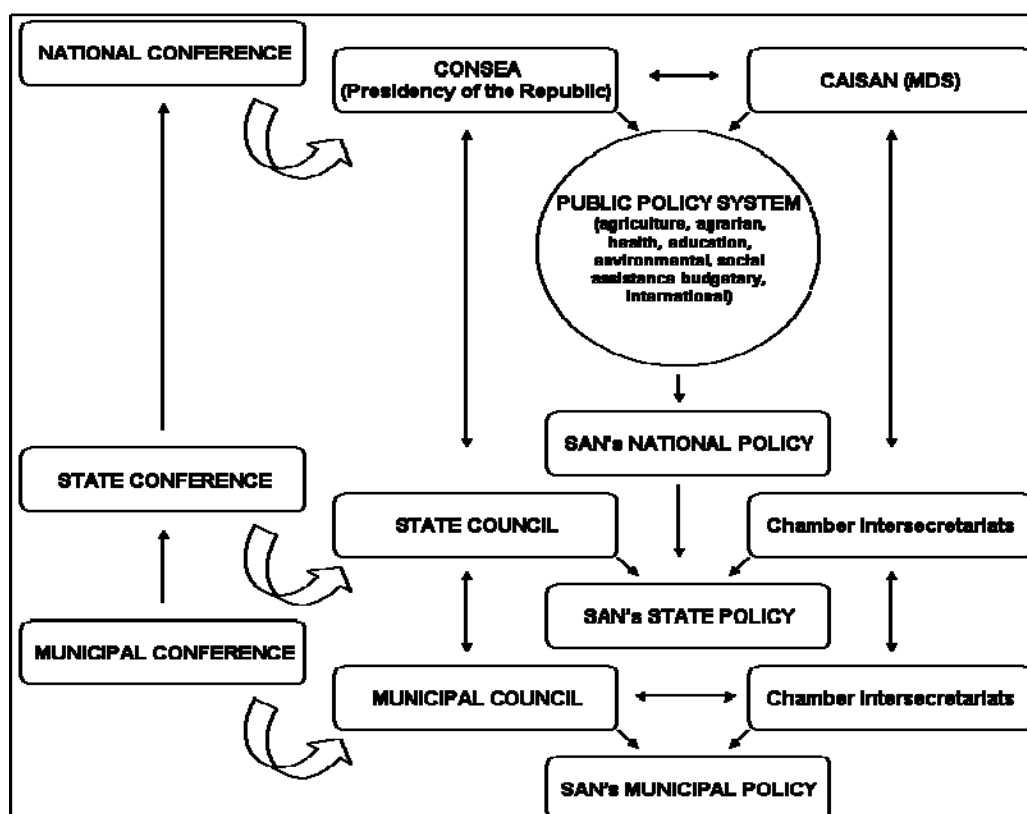 NATIONAL CONFERENCE
CONSEA
(Presidency of the Republic)
CAISAN (MDS)
PUBLIC POLICY SYSTEM
(agriculture, agrarian,
health, education,
environmental, social
assistance budgetary,
international)
SAN's NATIONAL POLICY
STATE CONFERENCE
STATE COUNCIL
Chamber Intersecretariats
SAN's STATE POLICY
MUNICIPAL CONFERENCE
MUNICIPAL COUNCIL
Chamber Intersecretariats
SAN's MUNICIPAL POLICY